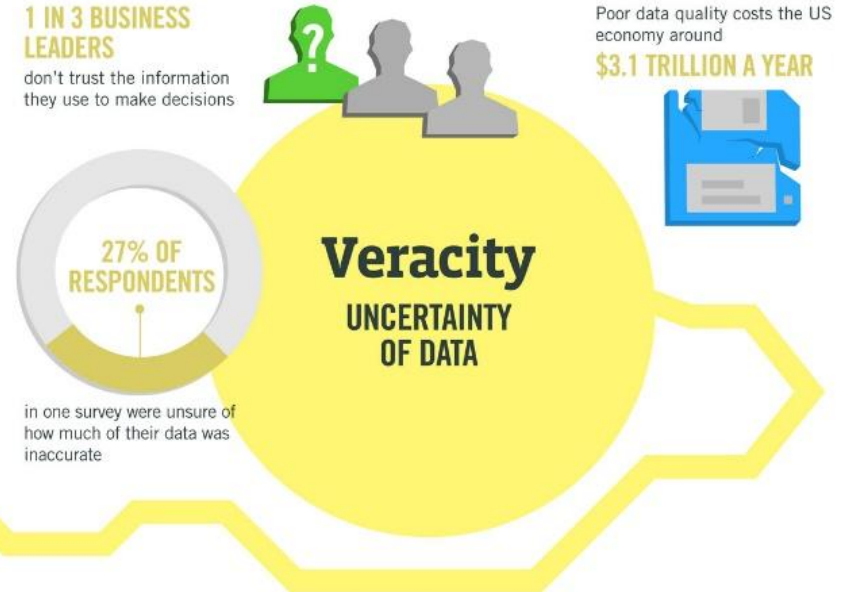 1 IN 3 BUSINESS
LEADERS
don't trust the information
they use to make decisions
?
Poor data quality costs the US
economy around
$3.1 TRILLION A YEAR
27% OF
RESPONDENTS
in one survey were unsure of
how much of their data was
inaccurate
Veracity
UNCERTAINTY
OF DATA